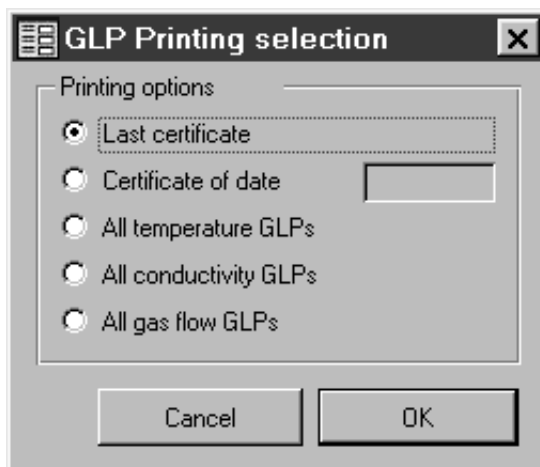 GLP Printing selection
Printing options
Last certificate
Certificate of date
All temperature GLPs
All conductivity GLPs
All gas flow GLPs
Cancel OK